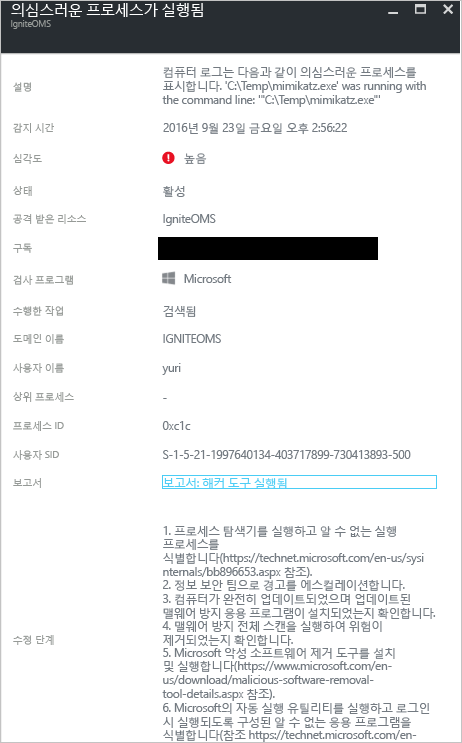 의심스러운 프로세스가 실행됨
IgniteOMS
설명
컴퓨터 로그는 다음과 같이 의심스러운 프로세스를
표시합니다. 'C:\Temp\mimikatz.exe' was running with
the command line: '"C:\Temp\mimikatz.exe"'
감지 시간
2016년 9월 23일 금요일 오후 2:56:22
심각도
높음
상태
활성
공격 받은 리소스
IgniteOMS
구독
검사 프로그램
Microsoft
수행한 작업
검색됨
도메인 이름
IGNITEOMS
사용자 이름
yuri
상위 프로세스
-
프로세스 ID
0xc1c
사용자 SID
S-1-5-21-1997640134-403717899-730413893-500
보고서
보고서: 해커 도구 실행됨
수정 단계
1. 프로세스 탐색기를 실행하고 알 수 없는 실행
프로세스를
식별합니다(https://technet.microsoft.com/en-us/sysi
nternals/bb896653.aspx 참조).
2. 정보 보안 팀으로 경고를 에스컬레이션합니다.
3. 컴퓨터가 완전히 업데이트되었으며 업데이트된
맬웨어 방지 응용 프로그램이 설치되었는지 확인합니다.
4. 맬웨어 방지 전체 스캔을 실행하여 위험이
제거되었는지 확인합니다.
5. Microsoft 악성 소프트웨어 제거 도구를 설치
및 실행합니다(https://www.microsoft.com/en-
us/download/malicious-software-removal-
tool-details.aspx 참조).
6. Microsoft의 자동 실행 유틸리티를 실행하고 로그인
시 실행되도록 구성된 알 수 없는 응용 프로그램을
식별합니다(참조 https://technet.microsoft.com/en-